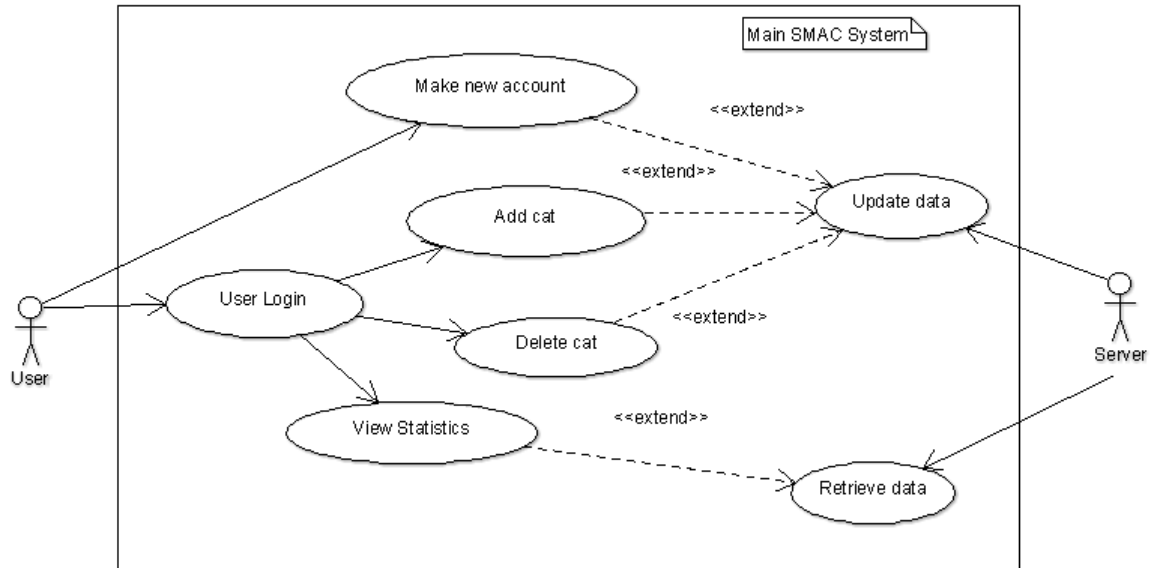 Main SMAC System
Make new account
<<extend>>
<<extend>>
Add cat
Update data
User Login
<<extend>>
Delete cat
User
Server
View Statistics
<<extend>>
Retrieve data